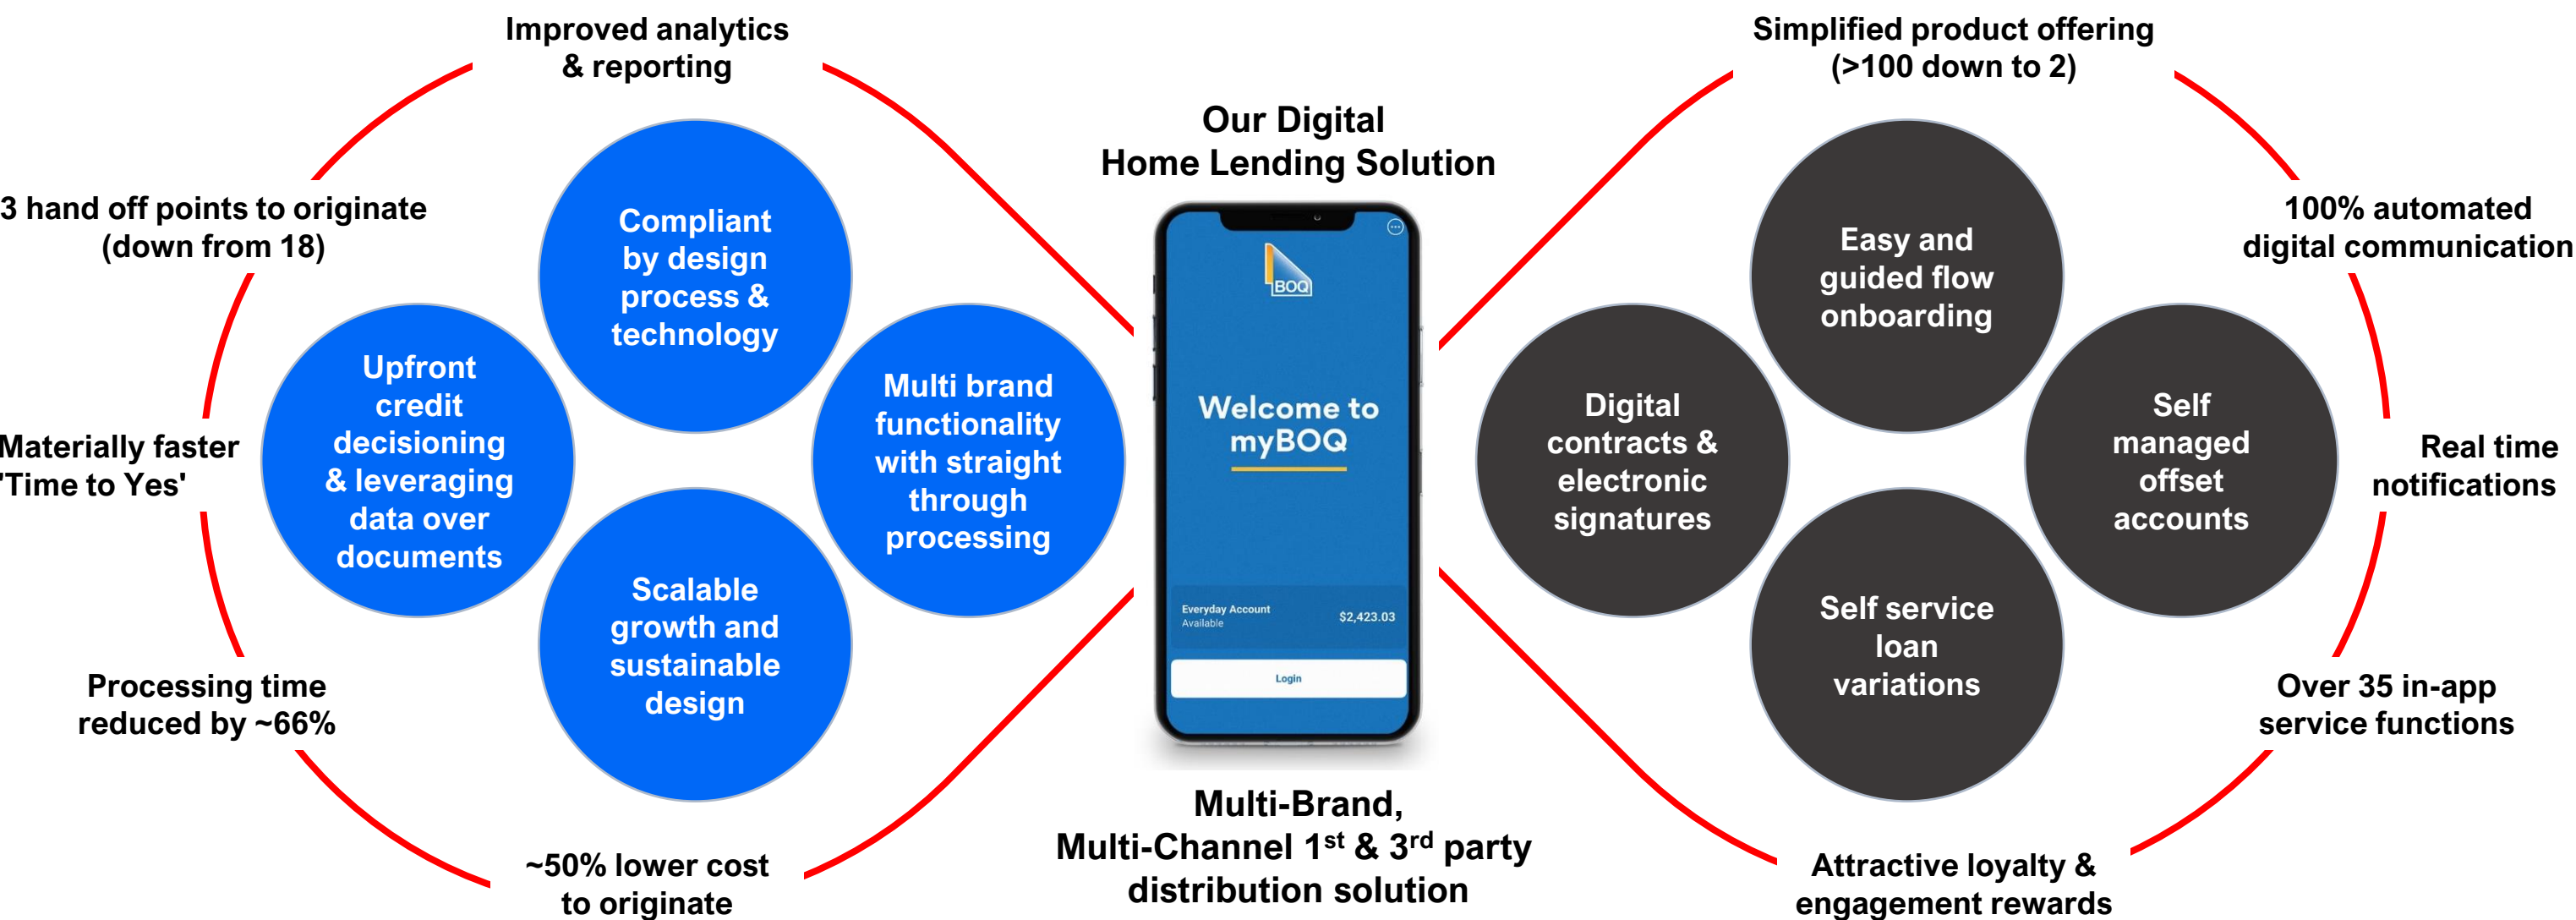 Improved analytics
& reporting
3 hand off points to originate
(down from 18)
Materially faster
'Time to Yes'
Processing time
reduced by ~66%
~50% lower cost
to originate
Compliant
by design
process &
technology
Upfront
credit
decisioning
& leveraging
data over
documents
Multi brand
functionality
with straight
through
processing
Scalable
growth and
sustainable
design
Our Digital
Home Lending Solution
BOQ
Welcome to
myBOQ
Everyday Account
Available
$2,423.03
Login
Multi-Brand,
Multi-Channel 1st & 3rd party
distribution solution
Simplified product offering
(>100 down to 2)
100% automated
digital communication
Real time
notifications
Over 35 in-app
service functions
Attractive loyalty &
engagement rewards
Easy and
guided flow
onboarding
Digital
contracts &
electronic
signatures
Self
managed
offset
accounts
Self service
loan
variations